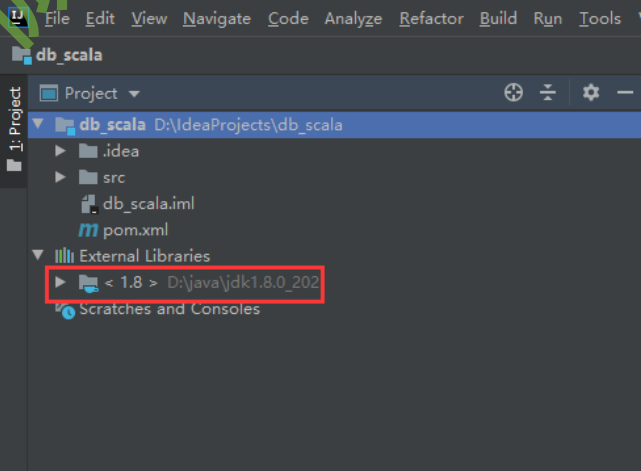 IJ File Edit View Navigate Code Analyze Refactor Build Run Tools
db_scala
1: Project
Project
db_scala D:\IdeaProjects\db_scala
.idea
src
db_scala.iml
m pom.xml
External Libraries
< 1.8 > D:\java\jdk1.8.0_202
Scratches and Consoles